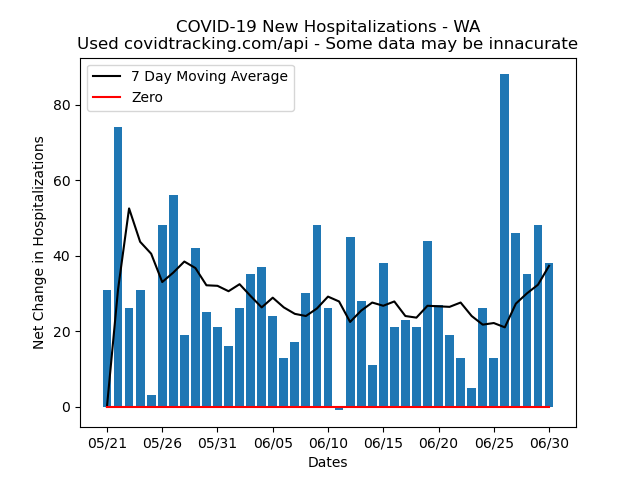 COVID-19 New Hospitalizations - WA
Used covidtracking.com/api - Some data may be innacurate
7 Day Moving Average
Zero
80
60
40
20
0
Net Change in Hospitalizations
05/21 05/26 05/31 06/05 06/10 06/15 06/20 06/25 06/30
Dates